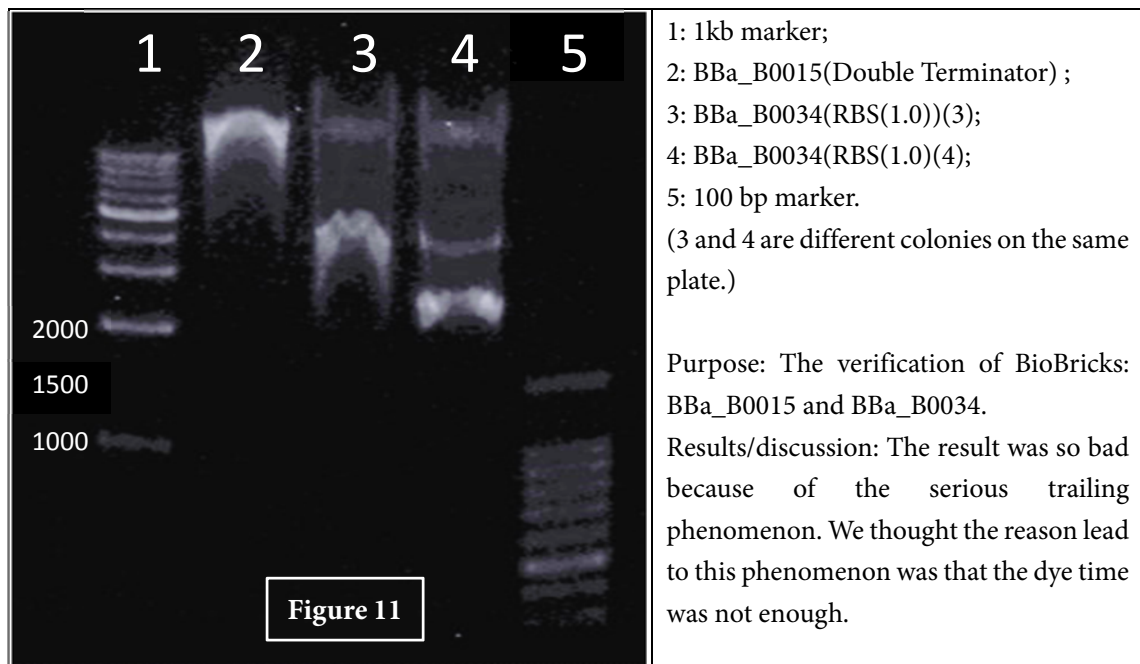 1 2 3 4 5
2000
1500
1000
Figure 11
1: 1kb marker;
2: BBa_B0015(Double Terminator) ;
3: BBa_B0034(RBS(1.0))(3);
4: BBa_B0034(RBS(1.0)(4);
5: 100 bp marker.
(3 and 4 are different colonies on the same
plate.)
Purpose: The verification of BioBricks:
BBa_B0015 and BBa_B0034.
Results/discussion: The result was so bad
because of the serious trailing
phenomenon. We thought the reason lead
to this phenomenon was that the dye time
was not enough.